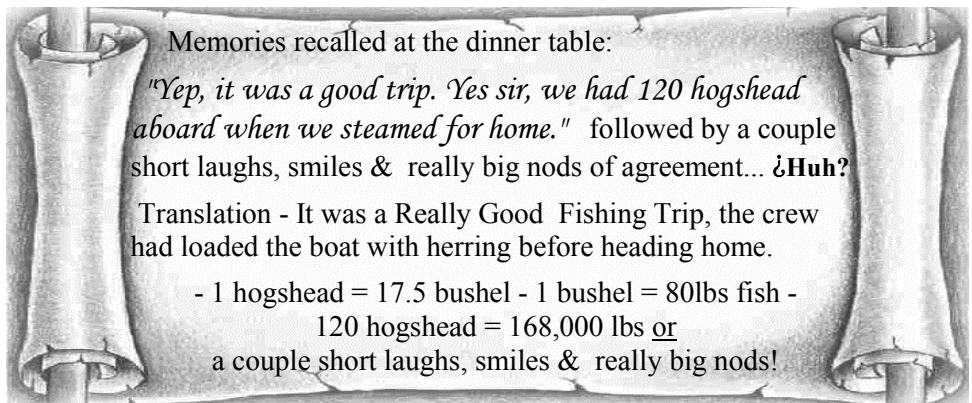 Memories recalled at the dinner table:
"Yep, it was a good trip. Yes sir, we had 120 hogshead
aboard when we steamed for home." followed by a couple
short laughs, smiles & really big nods of agreement... ¿Huh?
Translation - It was a Really Good Fishing Trip, the crew
had loaded the boat with herring before heading home.
- 1 hogshead = 17.5 bushel - 1 bushel = 80lbs fish -
120 hogshead = 168,000 lbs or
a couple short laughs, smiles & really big nods!